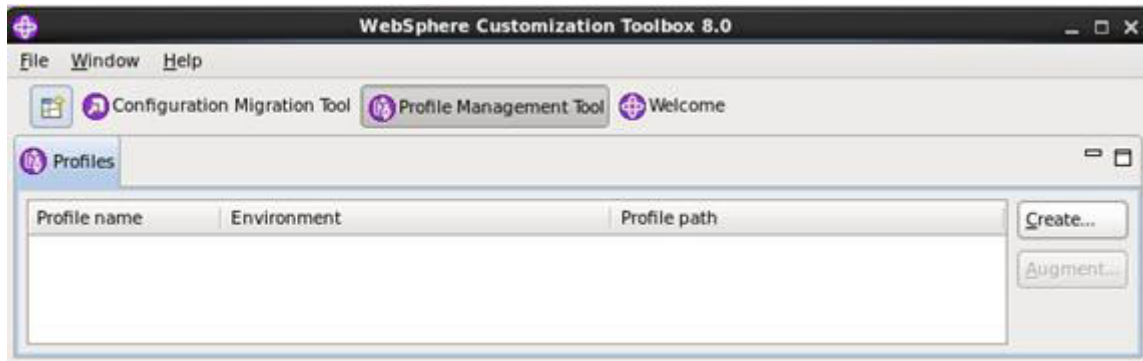 WebSphere Customization Toolbox 8.0
File Window Help
Configuration Migration Tool Profile Management Tool Welcome
Profiles
Profile name Environment Profile path Create...
Augment...